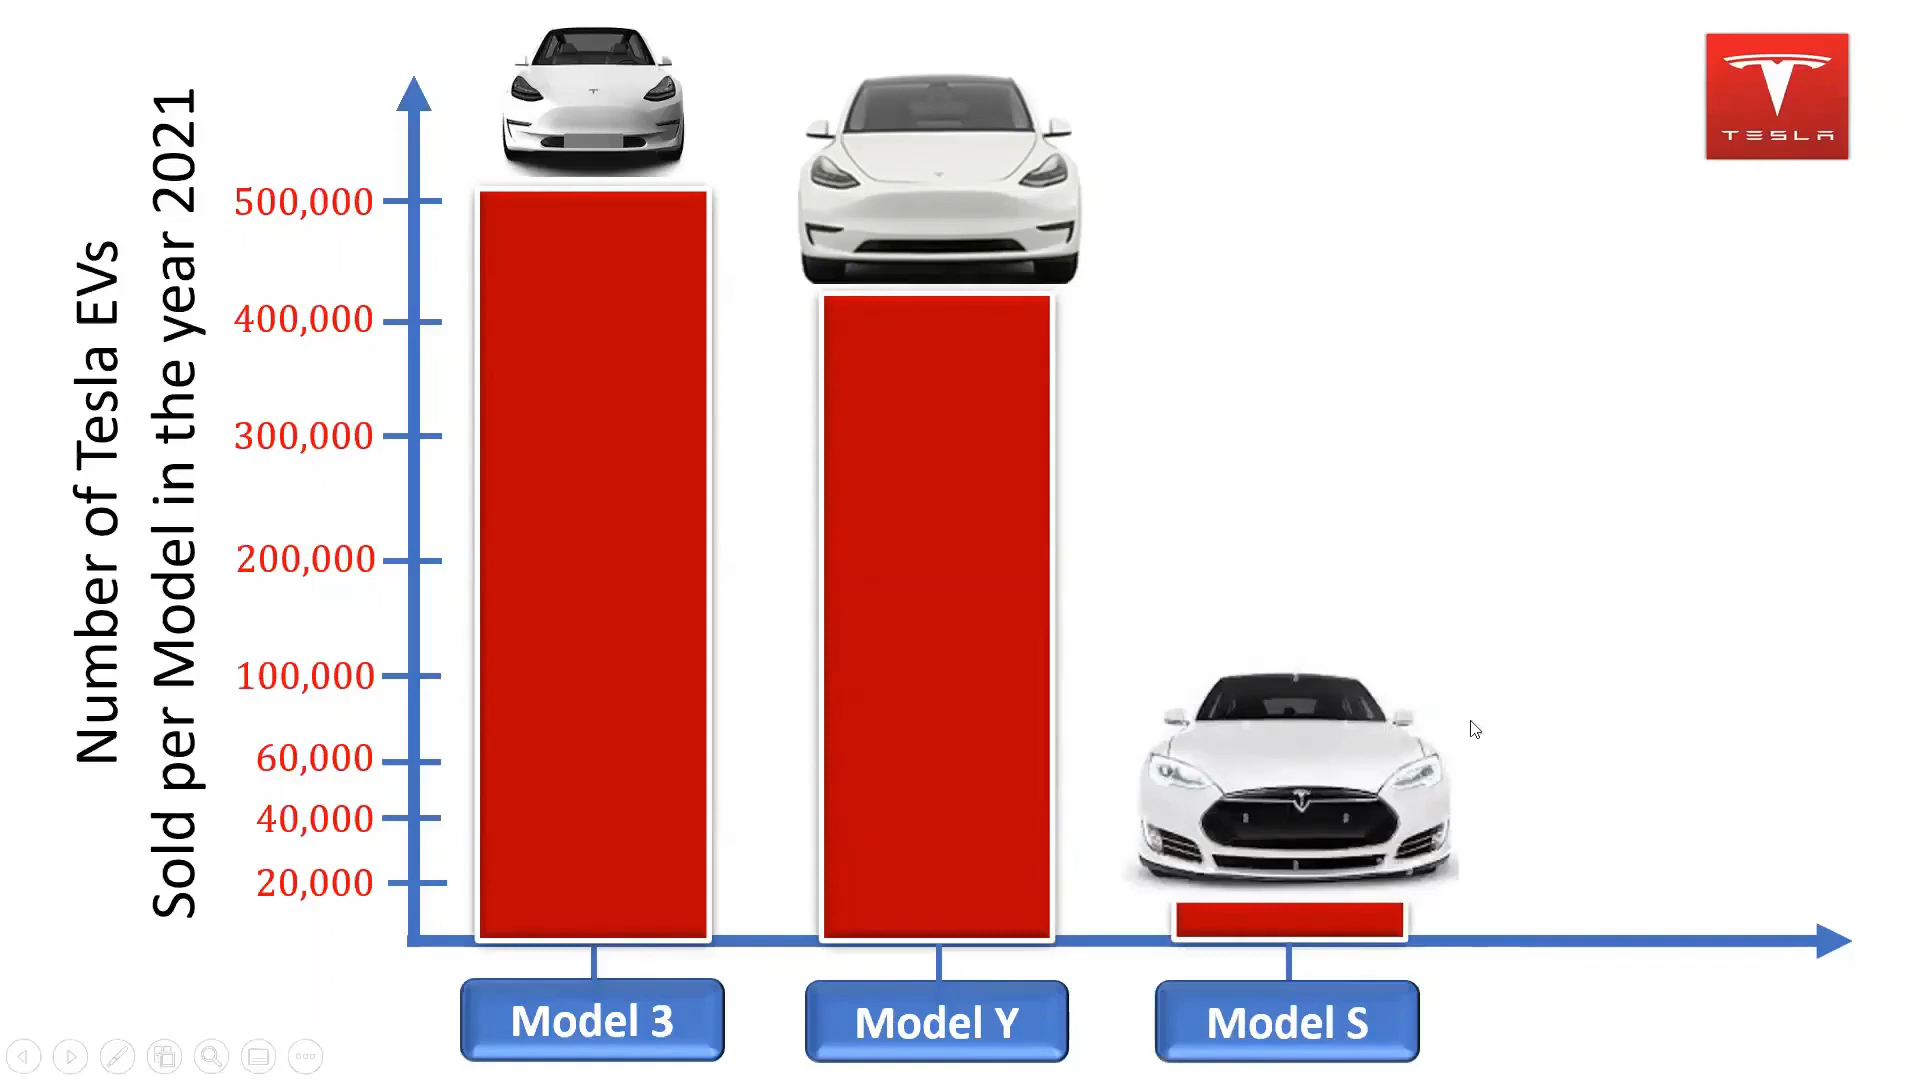 Number of Tesla EVs
Sold per Model in the year 2021
500,000
400,000
300,000
200,000
100,000
60,000
40,000
20,000
TESLA
Model 3
Model Y
Model S